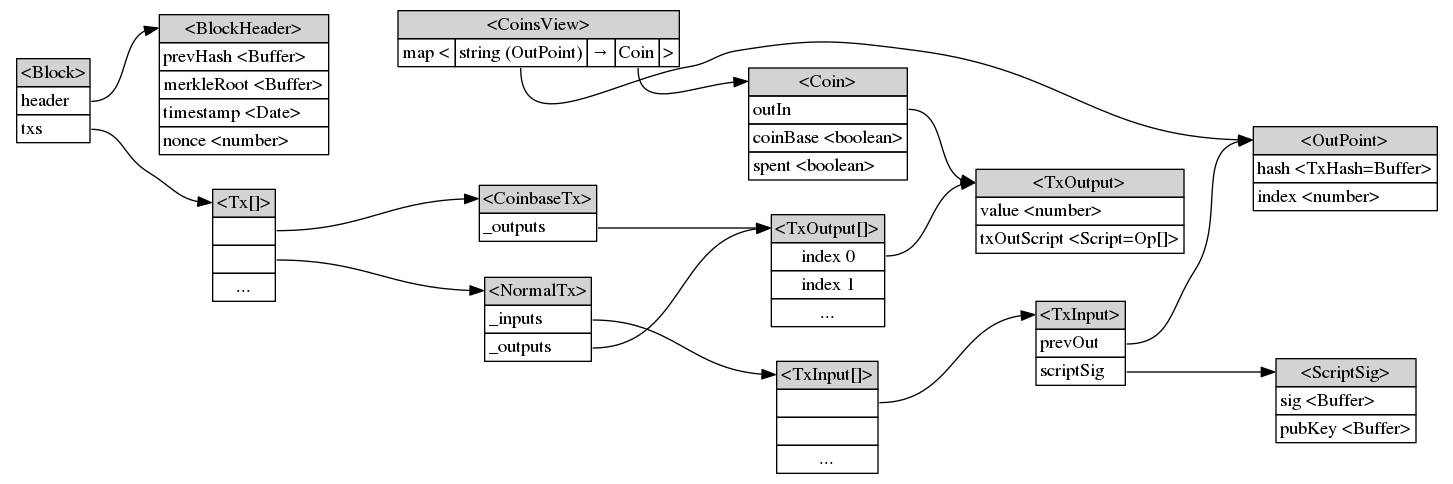 <Block>
header
txs
<BlockHeader>
prevHash <Buffer>
merkleRoot <Buffer>
timestamp <Date>
nonce <number>
<Tx[]>
...
<CoinsView>
map < string (OutPoint) → Coin >
<CoinbaseTx>
_outputs
<NormalTx>
_inputs
_outputs
<Coin>
outIn
coinBase <boolean>
spent <boolean>
<TxOutput[]>
index 0
index 1
...
<TxInput[]>
...
<TxOutput>
value <number>
txOutScript <Script=Op[]>
<TxInput>
prevOut
scriptSig
<OutPoint>
hash <TxHash=Buffer>
index <number>
<ScriptSig>
sig <Buffer>
pubKey <Buffer>